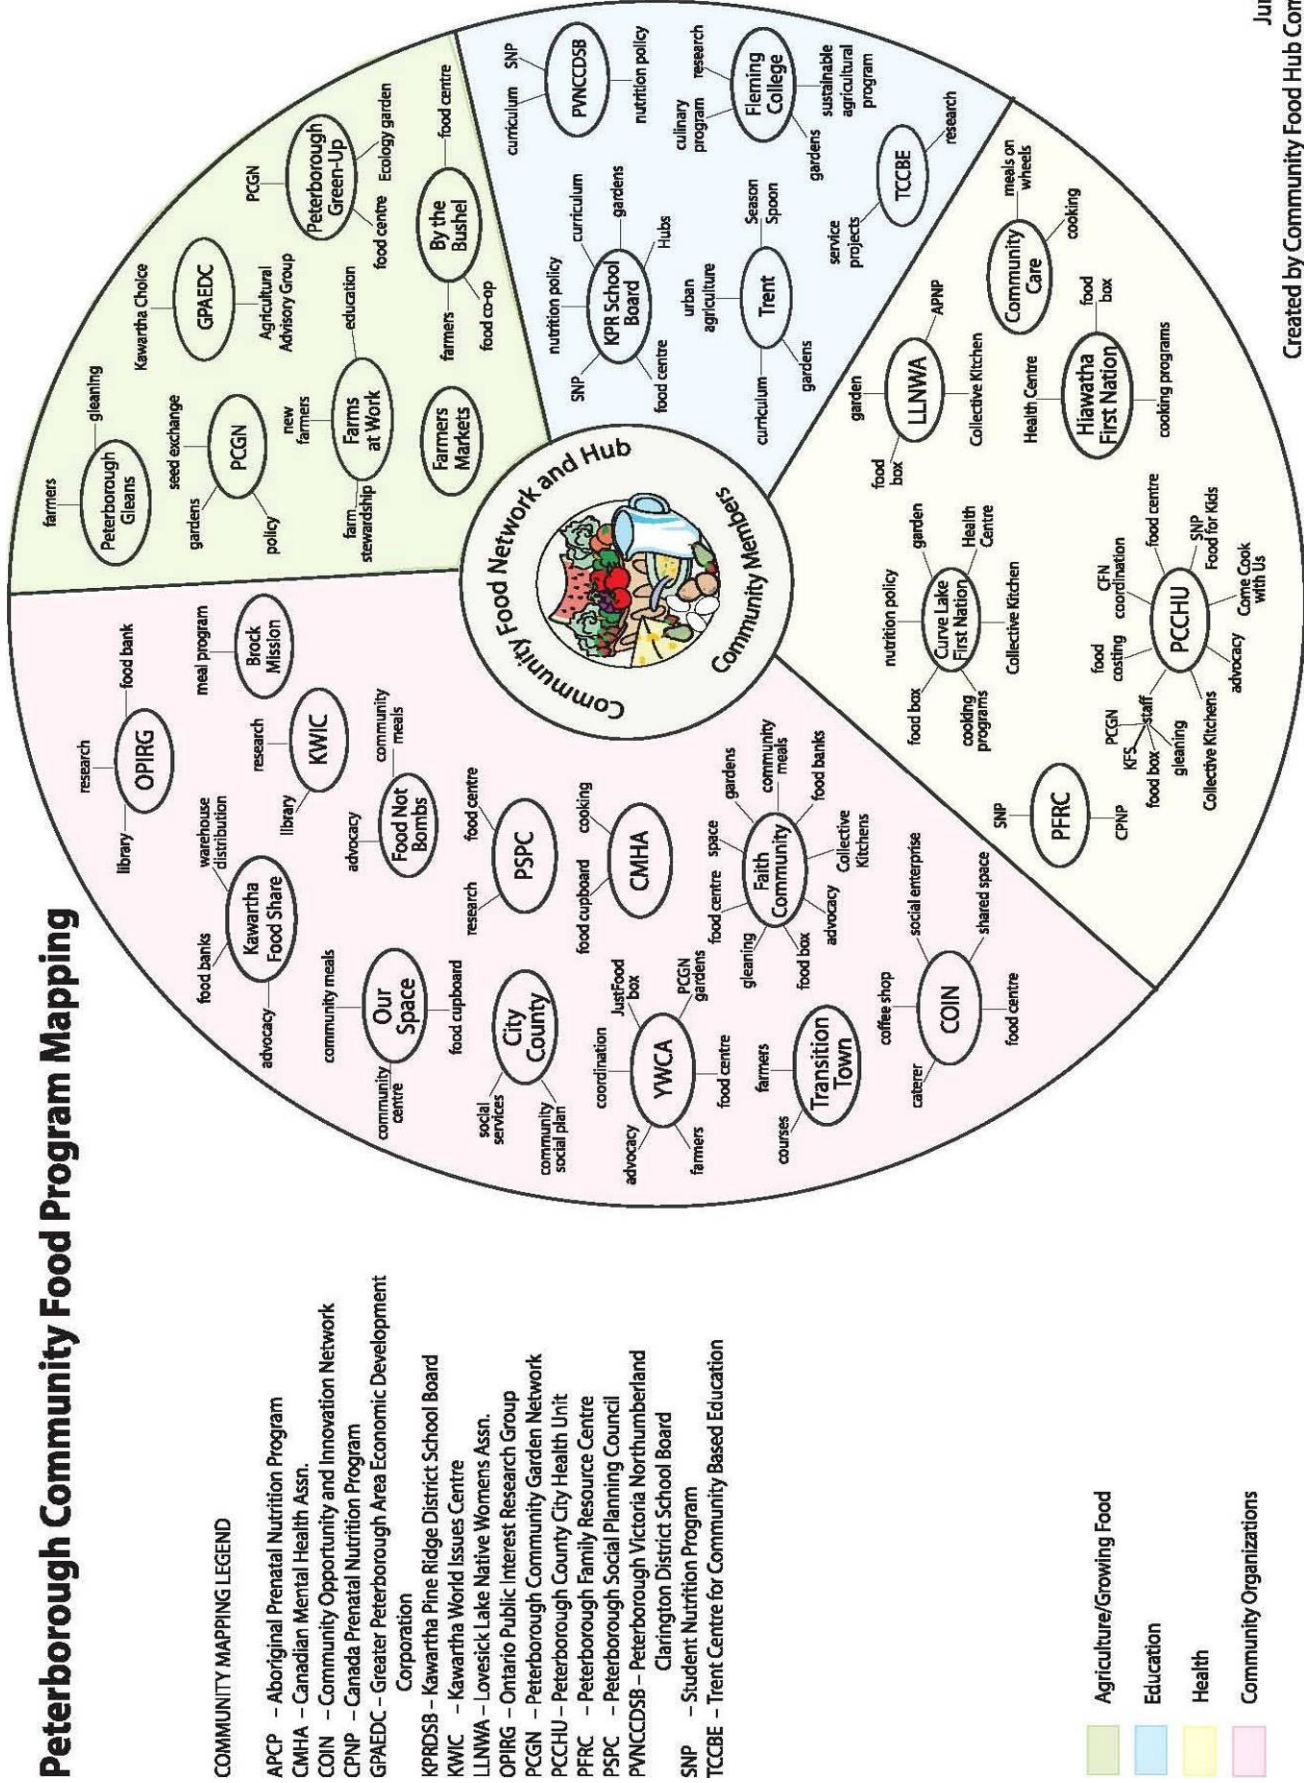 Peterborough Community Food Program Mapping
COMMUNITY MAPPING LEGEND
APCP – Aboriginal Prenatal Nutrition Program
CMHA – Canadian Mental Health Assn.
COIN – Community Opportunity and Innovation Network
CPNP – Canada Prenatal Nutrition Program
GPAEDC – Greater Peterborough Area Economic Development
Corporation
KPRDSB – Kawartha Pine Ridge District School Board
KWIC – Kawartha World Issues Centre
LLNWA – Lovesick Lake Native Womens Assn.
OPIRG – Ontario Public Interest Research Group
PCGN – Peterborough Community Garden Network
PCCHU – Peterborough County City Health Unit
PFRC – Peterborough Family Resource Centre
PSPC – Peterborough Social Planning Council
PVNCCDSB – Peterborough Victoria Northumberland
Clarington District School Board
SNP – Student Nutrition Program
TCCBE – Trent Centre for Community Based Education
Agriculture/Growing Food
Education
Health
Community Organizations
Community Food Network and Hub
Community Members
OPIRG
research
library
food bank
Brock
Mission
meal program
KWIC
research
library
Kawartha
Food Share
food banks
warehouse
distribution
advocacy
Food Not
Bombs
advocacy
community
meals
Our
Space
community meals
community
centre
food cupboard
PSPC
research
food centre
City
County
social
services
community
social plan
CMHA
food cupboard
cooking
YWCA
coordination
JustFood
box
PCGN
gardens
advocacy
farmers
food centre
Faith
Community
food centre
space
gardens
community
meals
food banks
Collective
Kitchens
advocacy
food box
gleaning
Transition
Town
farmers
courses
COIN
coffee shop
social enterprise
caterer
food centre
shared space
Peterborough
Gleans
farmers
gleaning
PCGN
seed exchange
gardens
policy
GPAEDC
Kawartha Choice
Agricultural
Advisory Group
Peterborough
Green-Up
PCGN
food centre
Ecology garden
Farms
at Work
new
farmers
education
farm
stewardship
By the
Bushel
food centre
farmers
food co-op
Farmers
Markets
PVNCCDSB
curriculum
SNP
nutrition policy
KPR School
Board
nutrition policy
curriculum
gardens
Hubs
SNP
food centre
Fleming
College
culinary
program
research
gardens
sustainable
agricultural
program
Trent
urban
agriculture
Season
Spoon
curriculum
gardens
TCCBE
service
projects
research
LLNWA
garden
APNP
food
box
Collective Kitchen
Community
Care
meals on
wheels
cooking
Hiawatha
First Nation
Health Centre
food
box
cooking programs
Curve Lake
First Nation
nutrition policy
garden
Health
Centre
food box
cooking
programs
Collective Kitchen
PCCHU
food
costing
CFN
coordination
food centre
SNP
Food for Kids
Come Cook
with Us
advocacy
Collective Kitchens
gleaning
food box
KFS
PCGN
staff
PFRC
SNP
CPNP
Jun
Created by Community Food Hub Com